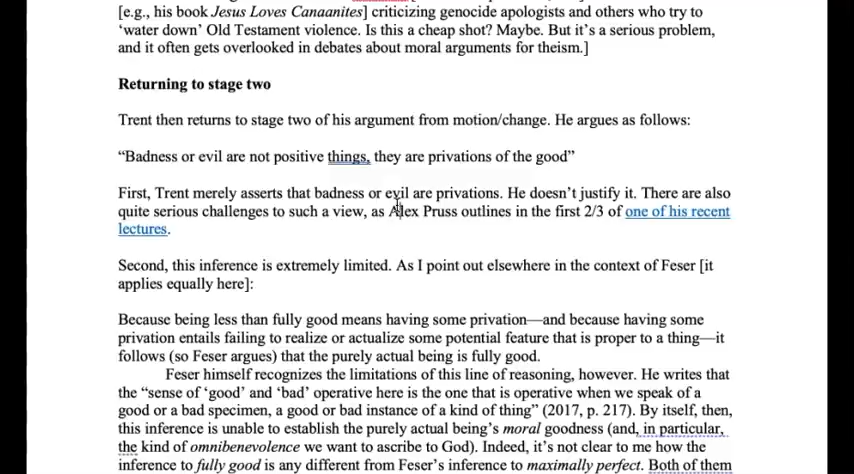 [e.g., his book Jesus Loves Canaanites] criticizing genocide apologists and others who try to
‘water down’ Old Testament violence. Is this a cheap shot? Maybe. But it’s a serious problem,
and it often gets overlooked in debates about moral arguments for theism.]
Returning to stage two
Trent then returns to stage two of his argument from motion/change. He argues as follows:
“Badness or evil are not positive things, they are privations of the good”
First, Trent merely asserts that badness or evil are privations. He doesn’t justify it. There are also
quite serious challenges to such a view, as Alex Pruss outlines in the first 2/3 of one of his recent
lectures.
Second, this inference is extremely limited. As I point out elsewhere in the context of Feser [it
applies equally here]:
Because being less than fully good means having some privation—and because having some
privation entails failing to realize or actualize some potential feature that is proper to a thing—it
follows (so Feser argues) that the purely actual being is fully good.
Feser himself recognizes the limitations of this line of reasoning, however. He writes that
the “sense of ‘good’ and ‘bad’ operative here is the one that is operative when we speak of a
good or a bad specimen, a good or bad instance of a kind of thing” (2017, p. 217). By itself, then,
this inference is unable to establish the purely actual being’s moral goodness (and, in particular,
the kind of omnibenevolence we want to ascribe to God). Indeed, it’s not clear to me how the
inference to fully good is any different from Feser’s inference to maximally perfect. Both of them